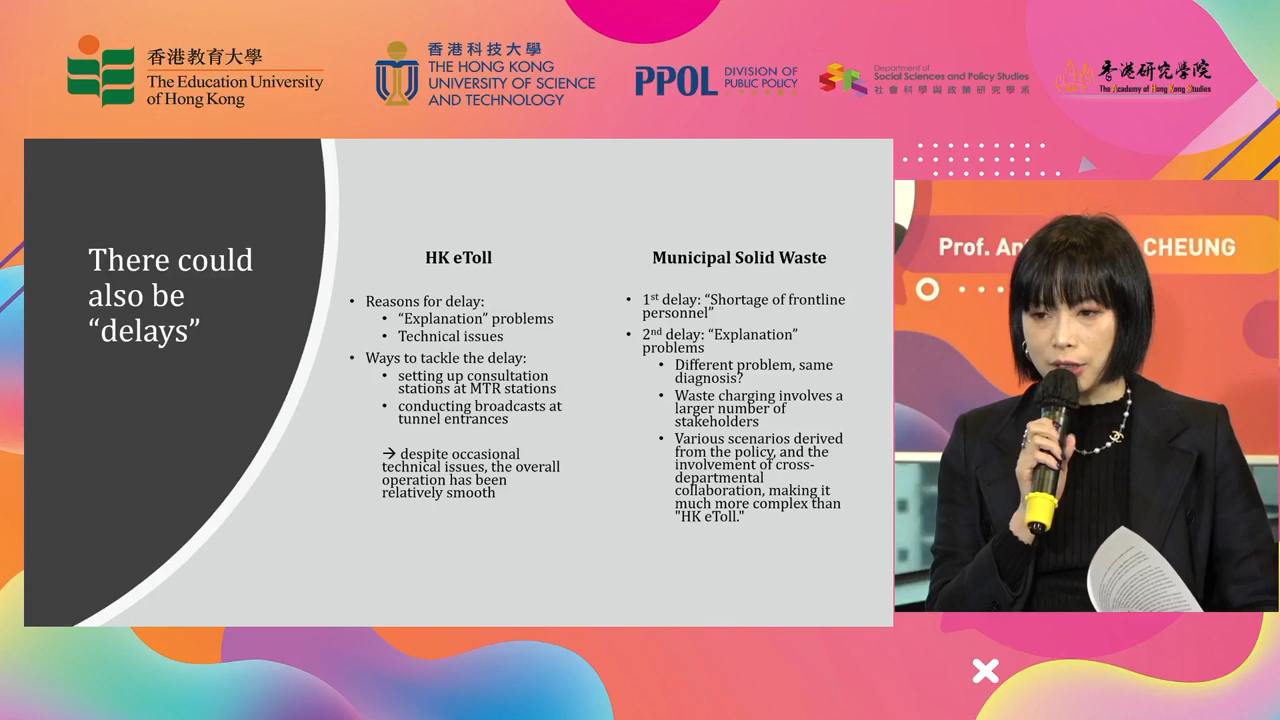 香港教育大學
The Education University
of Hong Kong
香港科技大學
THE HONG KONG
UNIVERSITY OF SCIENCE
AND TECHNOLOGY
PPOL
DIVISION OF
PUBLIC POLICY
Department of
Social Sciences and Policy Studies
社會科學與政策研究學系
香港研究學院
The Academy of Hong Kong Studies
There could
also be
“delays”
HK eToll
• Reasons for delay:
• “Explanation” problems
• Technical issues
• Ways to tackle the delay:
• setting up consultation
stations at MTR stations
• conducting broadcasts at
tunnel entrances
→ despite occasional
technical issues, the overall
operation has been
relatively smooth
Municipal Solid Waste
• 1st delay: “Shortage of frontline
personnel”
• 2nd delay: “Explanation”
problems
• Different problem, same
diagnosis?
• Waste charging involves a
larger number of
stakeholders
• Various scenarios derived
from the policy, and the
involvement of cross-
departmental
collaboration, making it
much more complex than
"HK eToll."
Prof. An CHEUNG